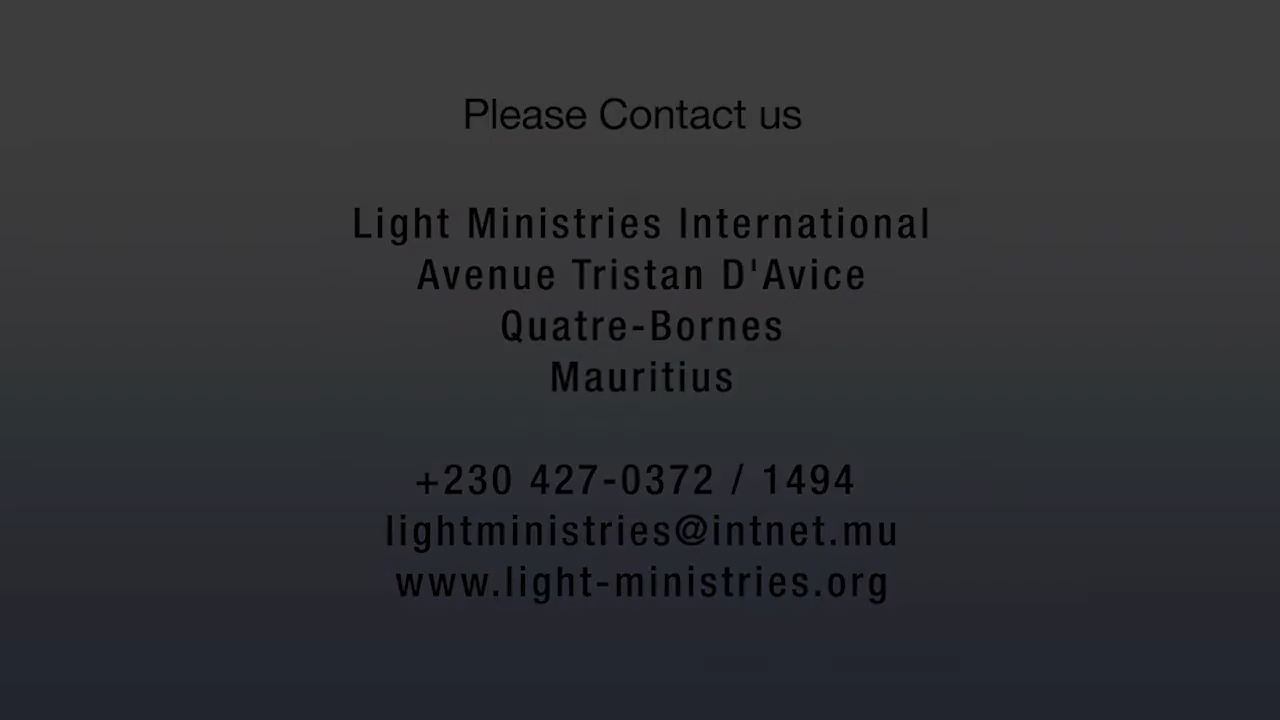 Please Contact us
Light Ministries International
Avenue Tristan D'Avice
Quatre-Bornes
Mauritius
+230 427-0372 / 1494
lightministries@intnet.mu
www.light-ministries.org